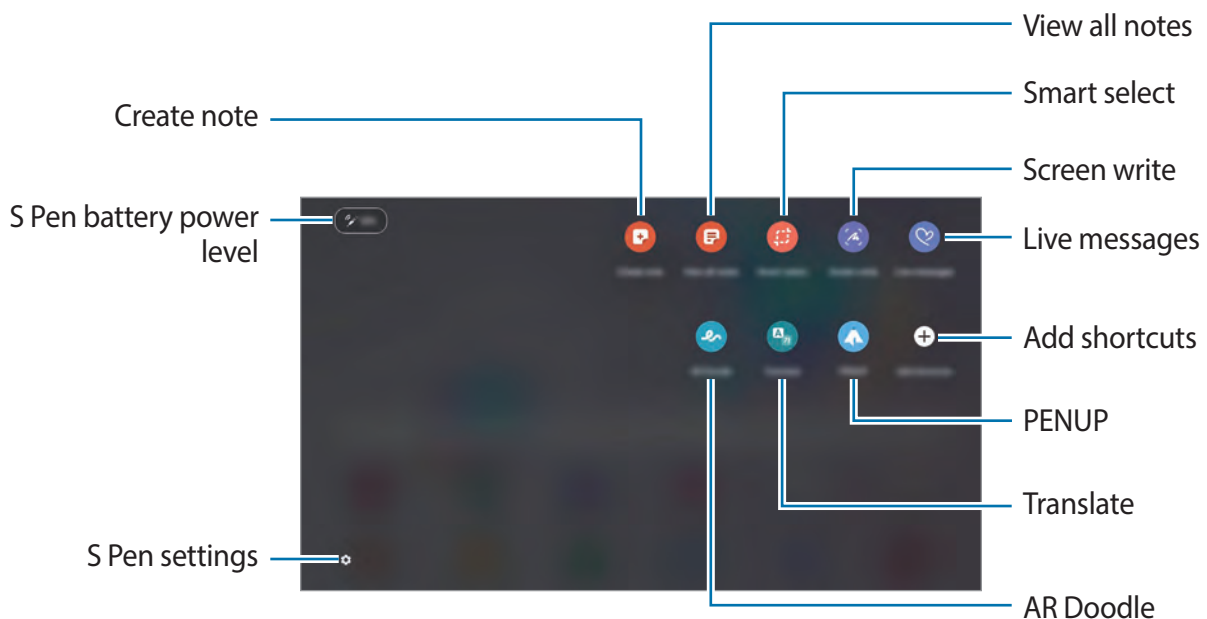 View all notes
Smart select
Create note
Screen write
S Pen battery power
level
Live messages
Add shortcuts
PENUP
Translate
S Pen settings
AR Doodle